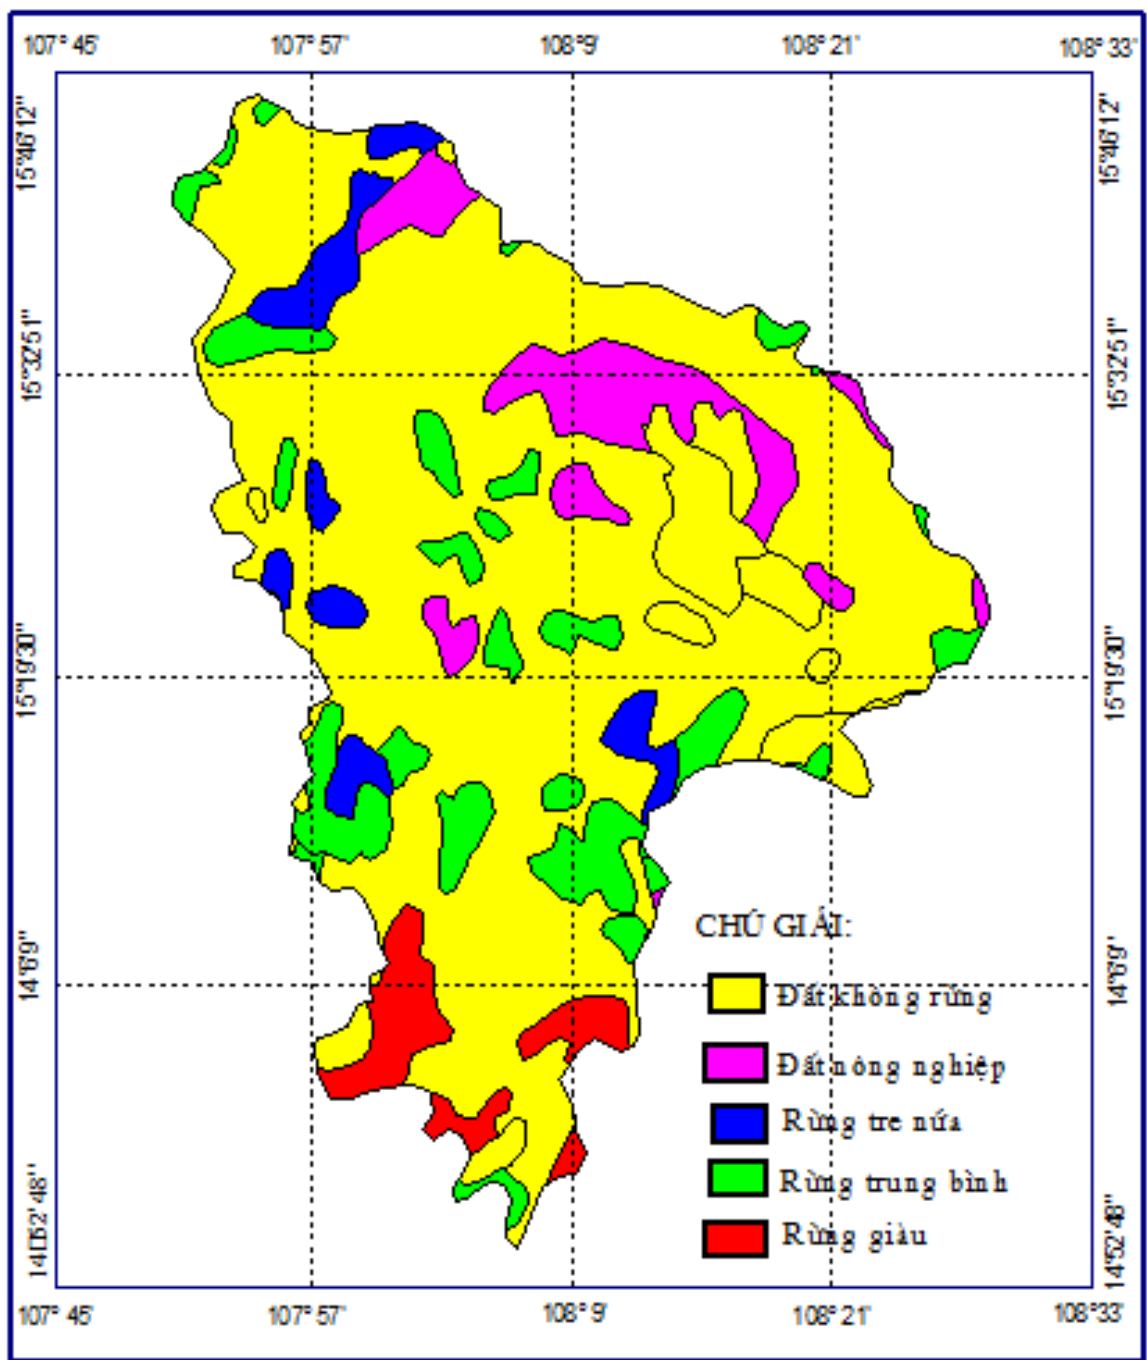 107° 45' 107° 57' 108° 9' 108° 21' 108° 33'
15°46'12" 15°46'12"
15°32'51" 15°32'51"
15°19'30" 15°19'30"
CHÚ GIẢI:
14°6'9" 14°6'9"
Đất không rừng
Đất nông nghiệp
Rừng tre nứa
Rừng trung bình
14°52'48" 14°52'48"
Rừng giàu
107° 45' 107° 57' 108° 9' 108° 21' 108° 33'